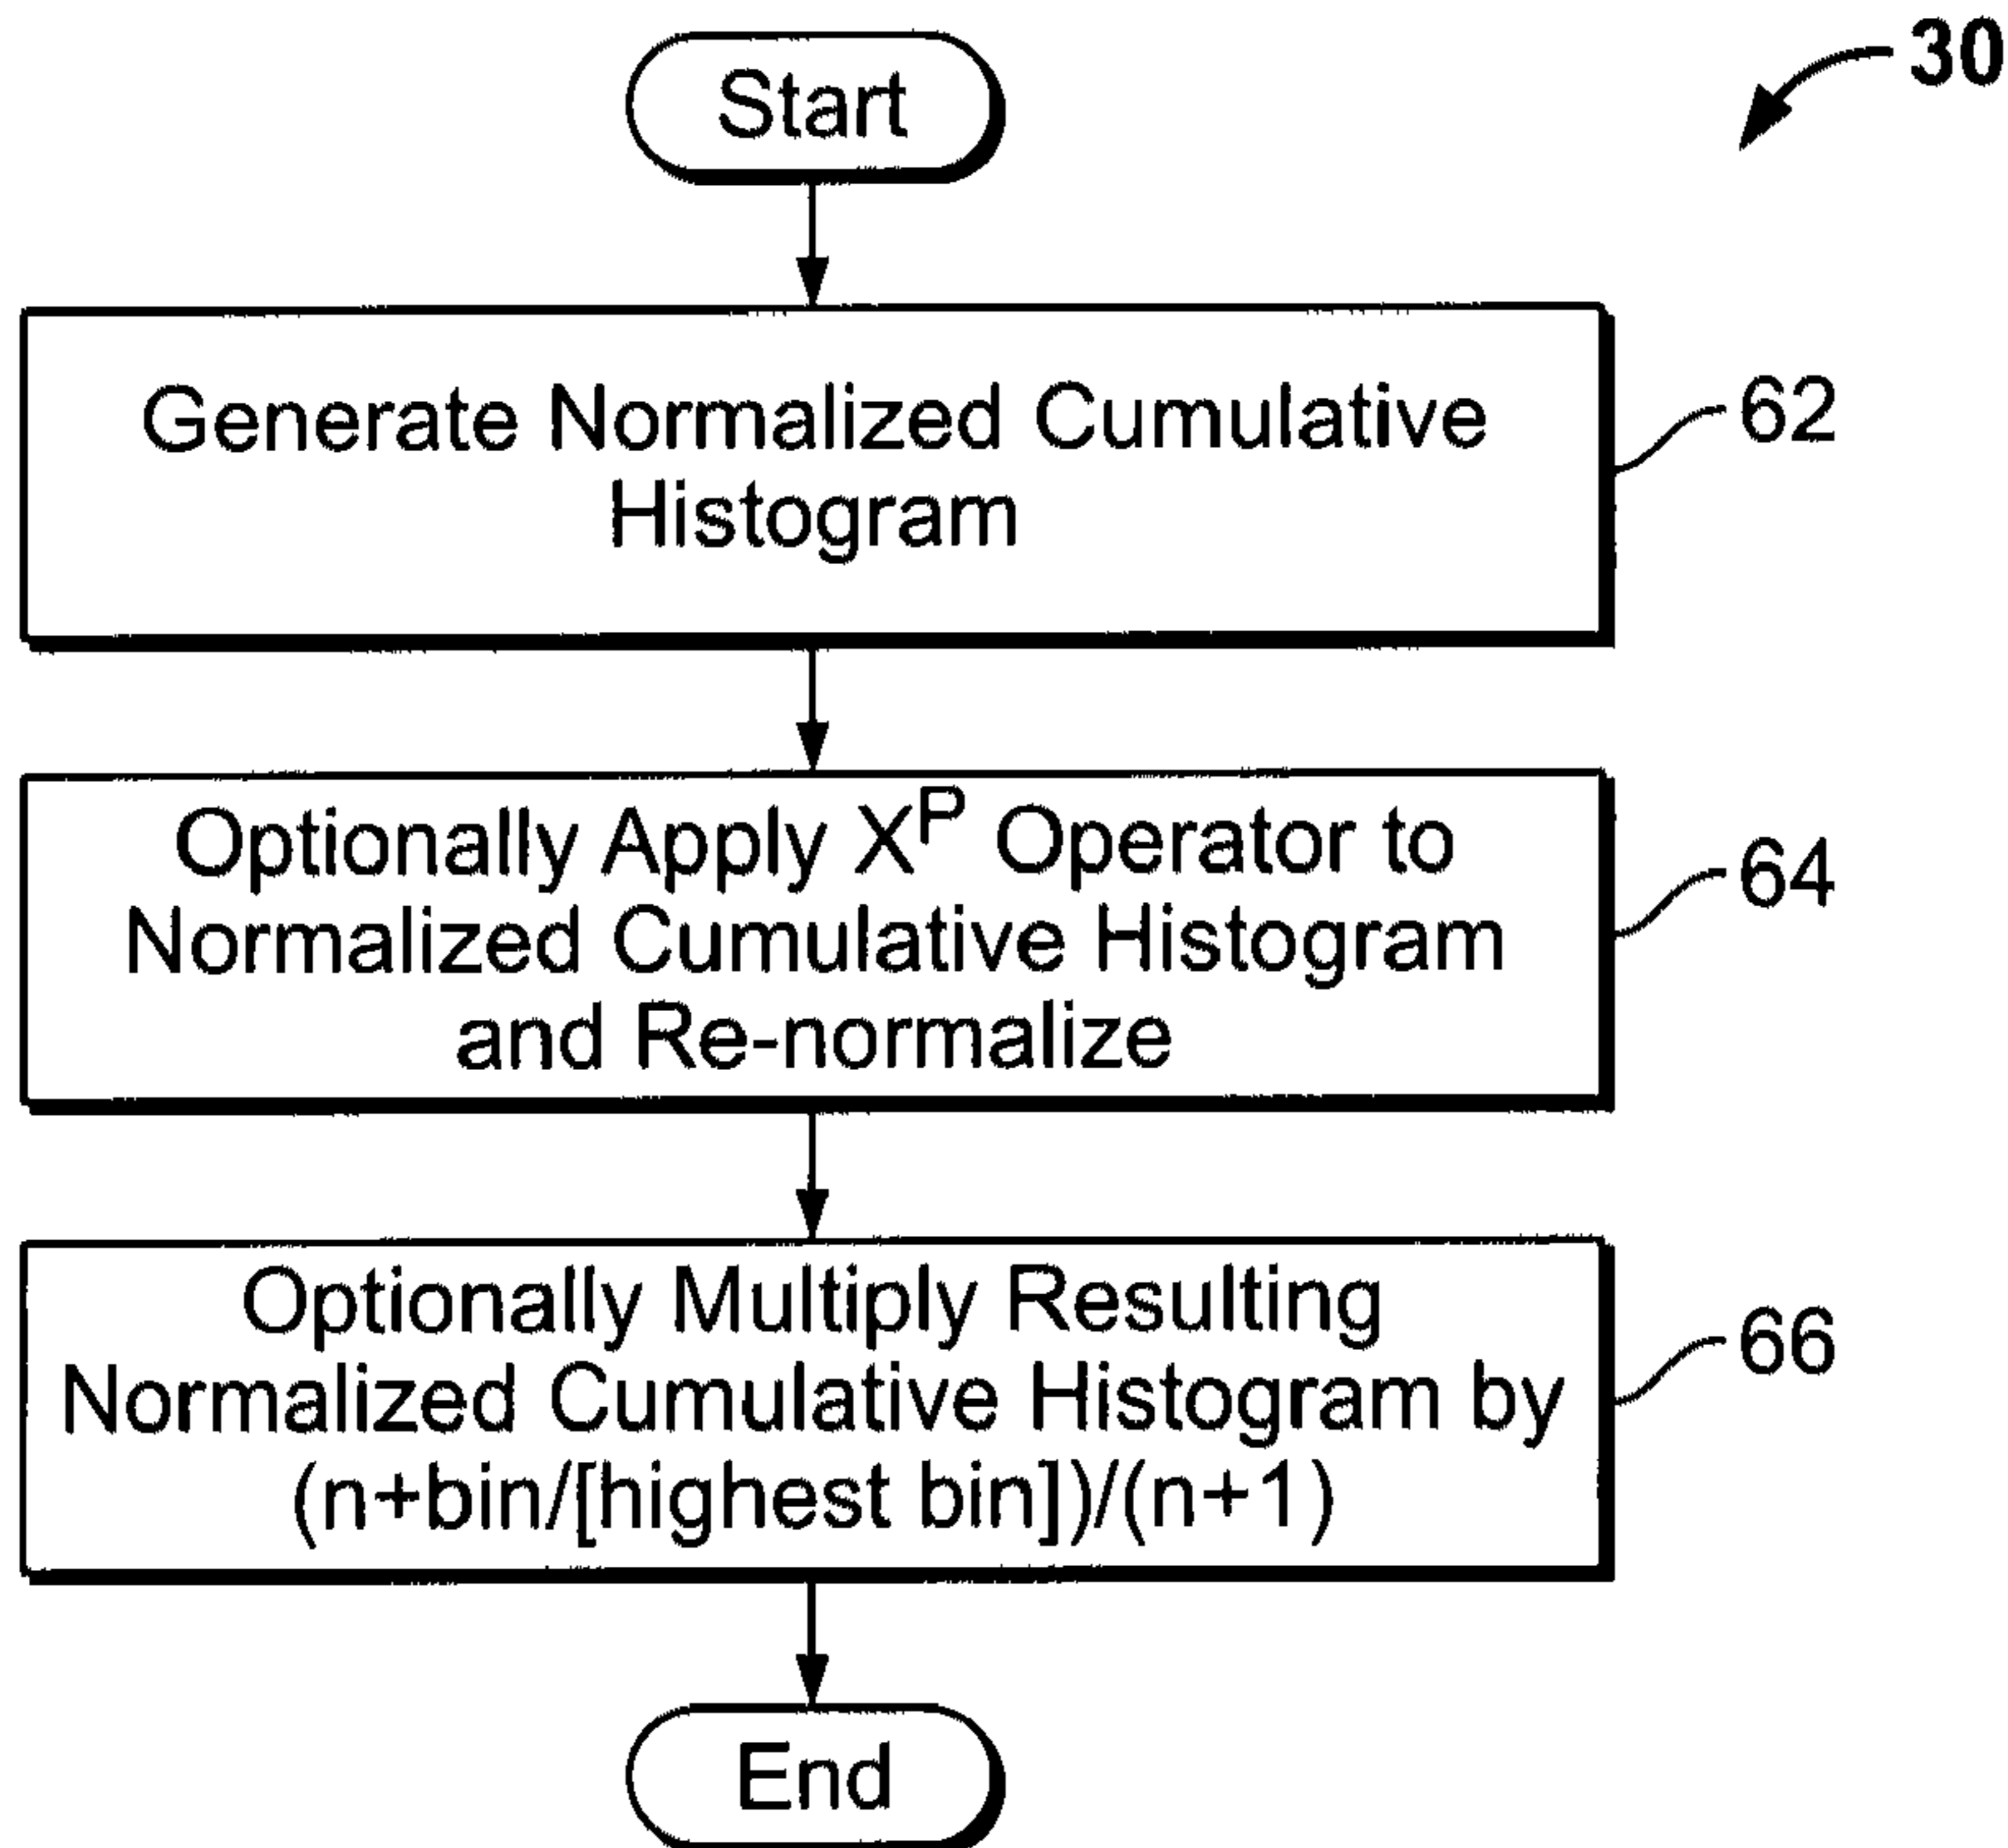 30
Start
Generate Normalized Cumulative
Histogram
62
Optionally Apply X^P Operator to
Normalized Cumulative Histogram
and Re-normalize
64
Optionally Multiply Resulting
Normalized Cumulative Histogram by
(n+bin/[highest bin])/(n+1)
66
End